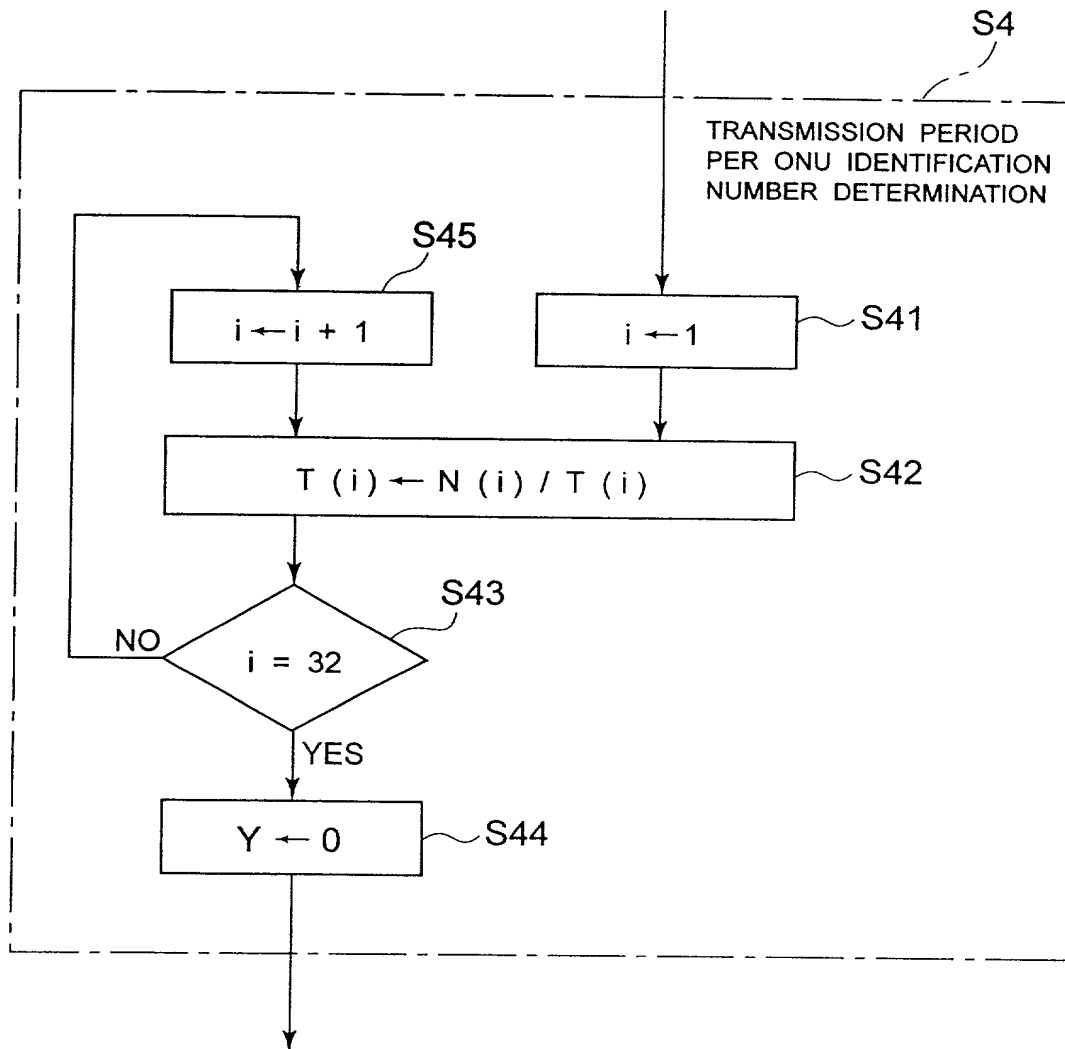 S4
TRANSMISSION PERIOD
PER ONU IDENTIFICATION
NUMBER DETERMINATION
S45
i ← i + 1
S41
i ← 1
S42
T (i) ← N (i) / T (i)
S43
NO
i = 32
YES
S44
Y ← 0